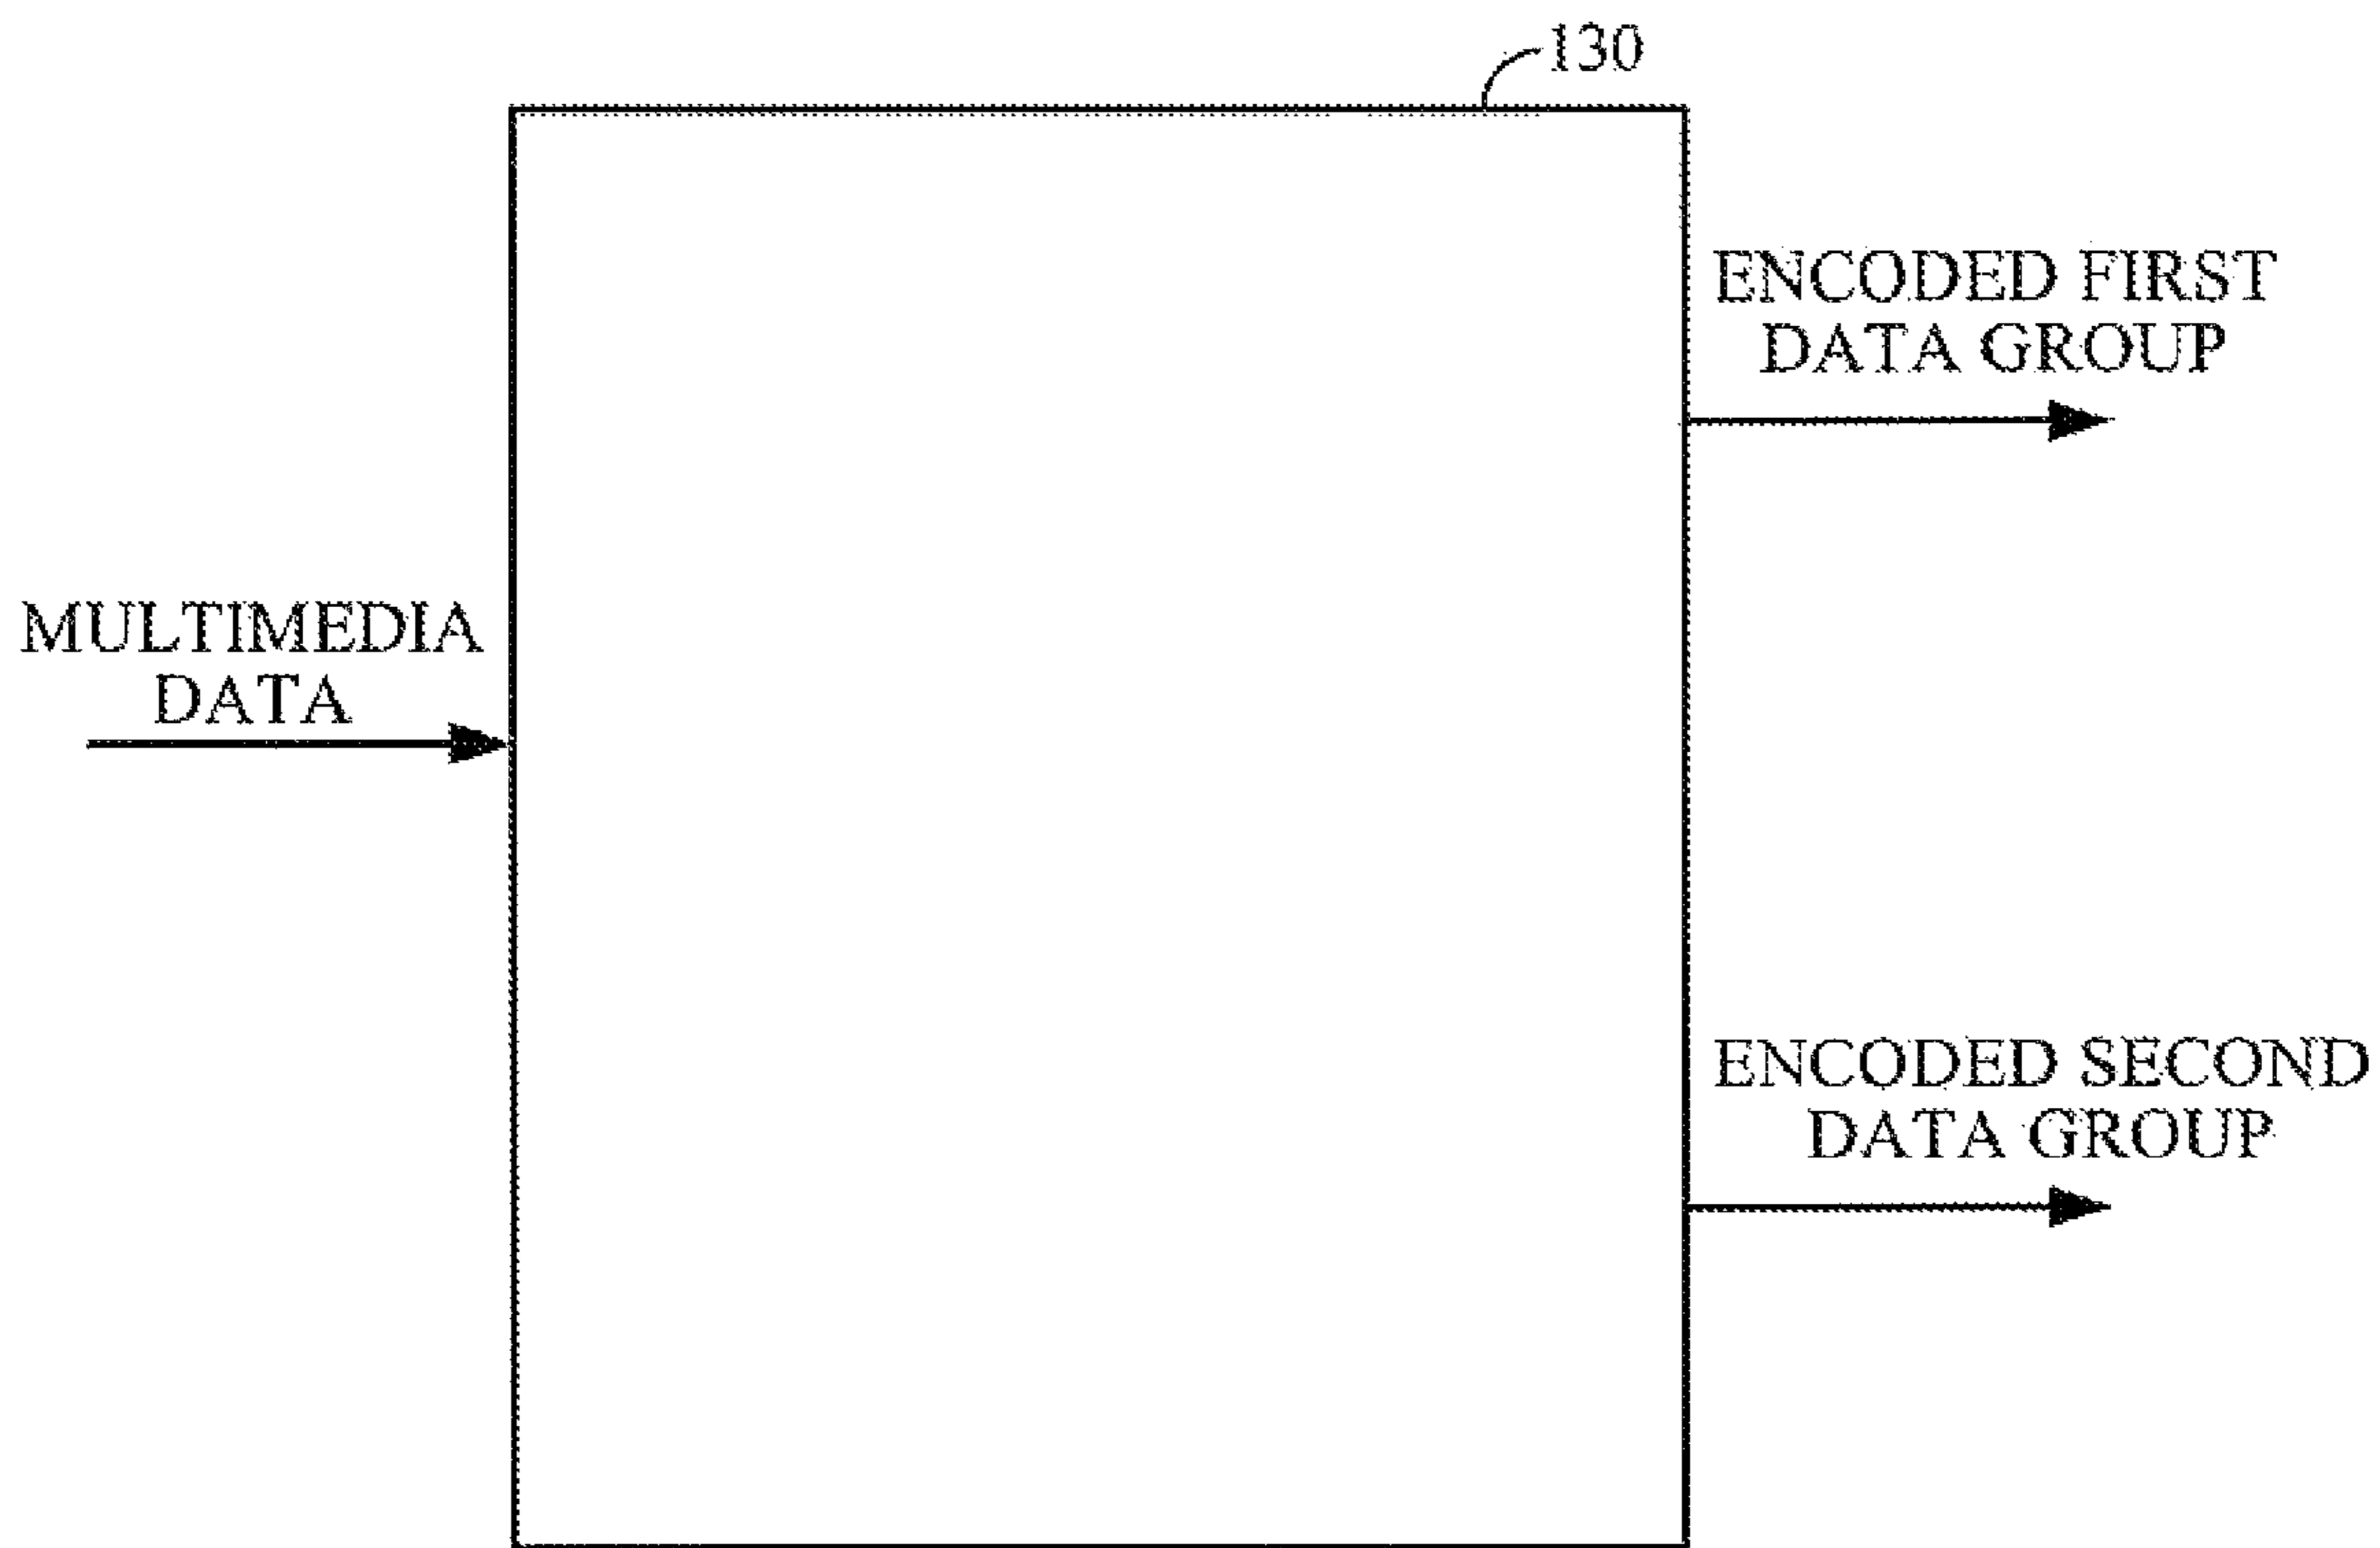 130
ENCODED FIRST
DATA GROUP
MULTIMEDIA
DATA
ENCODED SECOND
DATA GROUP